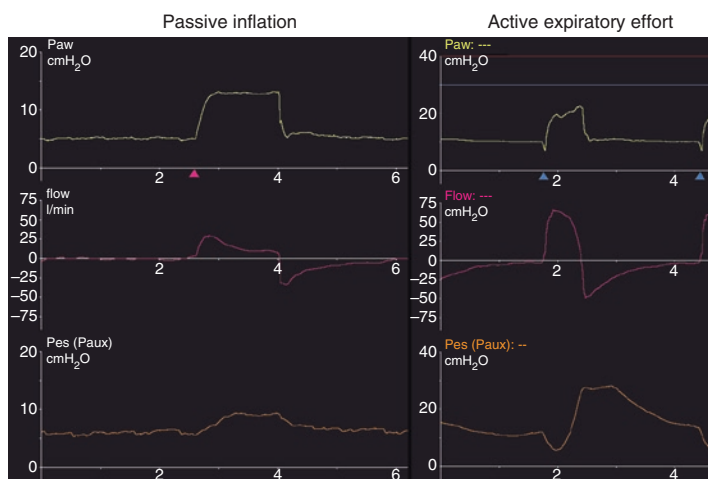 Passive inflation
Active expiratory effort
20
Paw
cmH2O
10
0
2
4
6
75
50
25
0
−25
−50
−75
flow
l/min
2
4
6
20
Pes (Paux)
cmH2O
10
0
2
4
6
40
Paw: ---
cmH2O
20
0
2
4
75
50
25
0
−25
−50
−75
Flow: ---
cmH2O
2
4
40
Pes (Paux): --
cmH2O
20
0
2
4